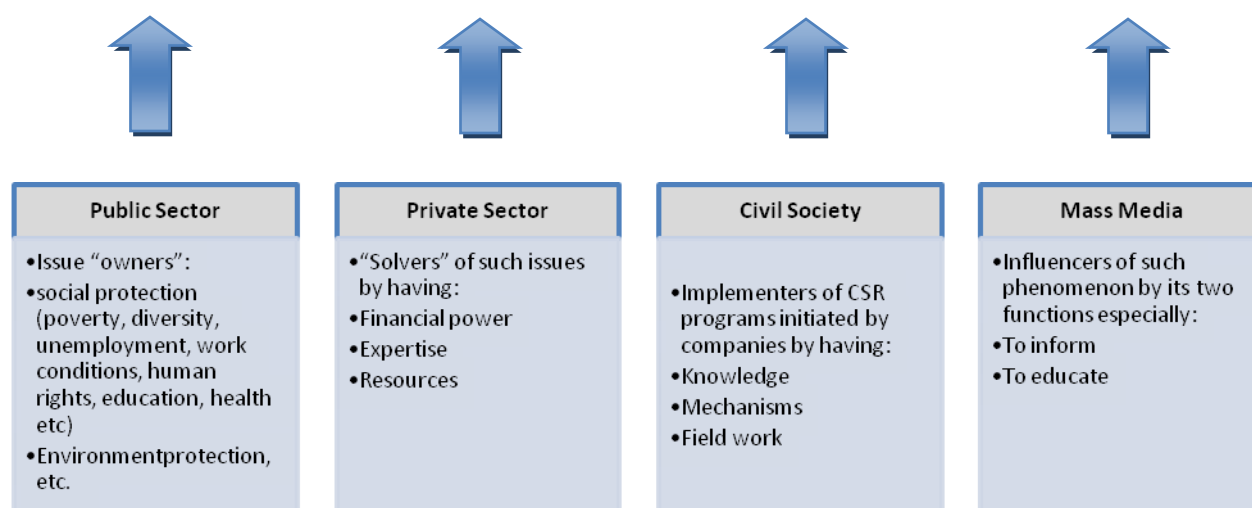 Public Sector
•Issue “owners”:
•social protection
(poverty, diversity,
unemployment, work
conditions, human
rights, education, health
etc)
•Environmentprotection,
etc.
Private Sector
•“Solvers” of such issues
by having:
•Financial power
•Expertise
•Resources
Civil Society
•Implementers of CSR
programs initiated by
companies by having:
•Knowledge
•Mechanisms
•Field work
Mass Media
•Influencers of such
phenomenon by its two
functions especially:
•To inform
•To educate